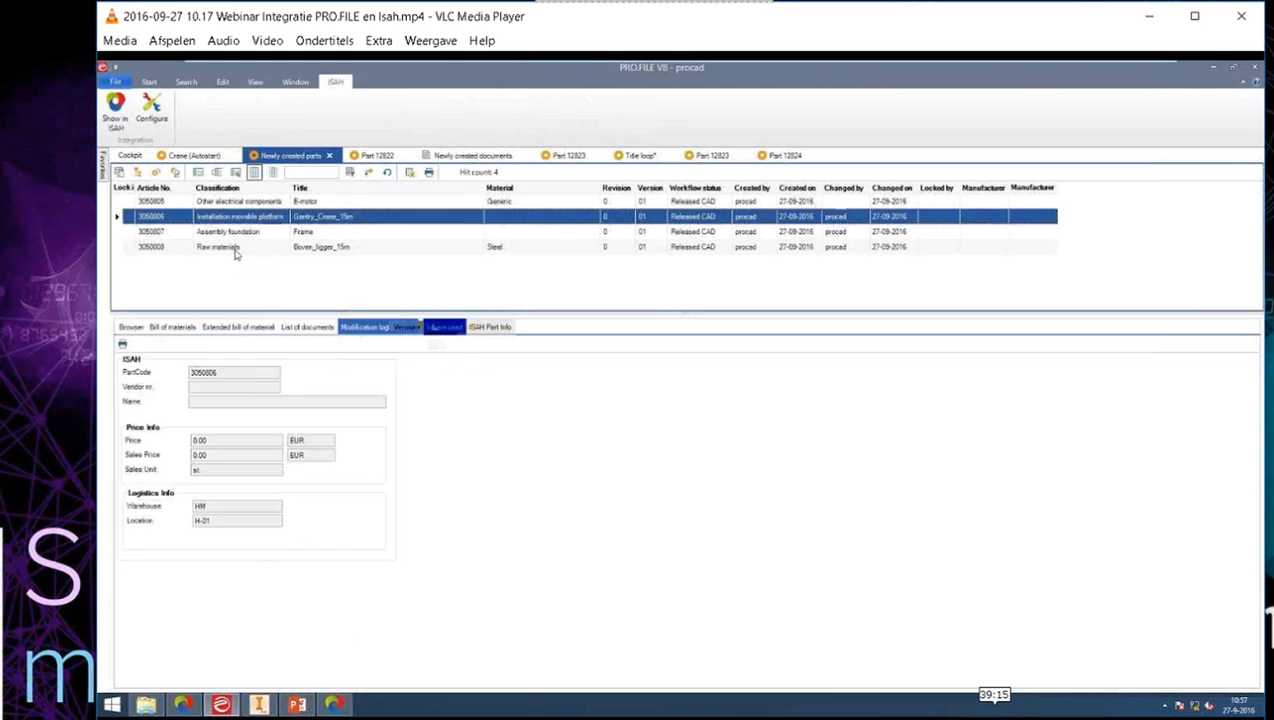 2016-09-27 10.17 Webinar Integratie PRO.FILE en Isah.mp4 - VLC Media Player
Media Afspelen Audio Video Ondertitels Extra Weergave Help
PRO.FILE V8 - procad
File Start Search Edit View Window ISAH
Show in ISAH Configure
Integration
Favorites
Cockpit Crane (Autostart) Newly created parts Part 12822 Newly created documents Part 12823 Title loop* Part 12823 Part 12824
Hit count: 4
Lock i Article No. Classification Title Material Revision Version Workflow status Created by Created on Changed by Changed on Locked by Manufacturer Manufacturer
3050805 Other electrical components E-motor Generic 0 01 Released CAD procad 27-09-2016 procad 27-09-2016
3050806 Installation movable platform Gantry_Crane_15m 0 01 Released CAD procad 27-09-2016 procad 27-09-2016
3050807 Assembly foundation Frame 0 01 Released CAD procad 27-09-2016 procad 27-09-2016
3050808 Raw materials Boven_ligger_15m Steel 0 01 Released CAD procad 27-09-2016 procad 27-09-2016
Browser Bill of materials Extended bill of material List of documents Modification log Versions ISAH Part Info
ISAH
PartCode 3050806
Vendor nr.
Name
Price Info
Price 0.00 EUR
Sales Price 0.00 EUR
Sales Unit st.
Logistics Info
Warehouse HM
Location H-01
S
m
39:15
10:57
27-9-2016